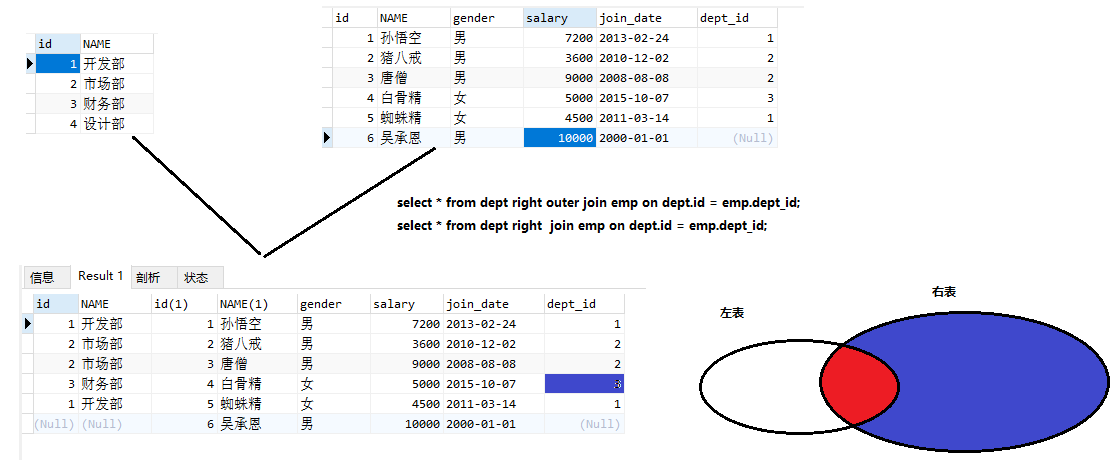 id NAME
1 开发部
2 市场部
3 财务部
4 设计部
id NAME gender salary join_date dept_id
1 孙悟空 男 7200 2013-02-24 1
2 猪八戒 男 3600 2010-12-02 2
3 唐僧 男 9000 2008-08-08 2
4 白骨精 女 5000 2015-10-07 3
5 蜘蛛精 女 4500 2011-03-14 1
6 吴承恩 男 10000 2000-01-01 (Null)
select * from dept right outer join emp on dept.id = emp.dept_id;
select * from dept right  join emp on dept.id = emp.dept_id;
信息 Result 1 剖析 状态
id NAME id(1) NAME(1) gender salary join_date dept_id
1 开发部 1 孙悟空 男 7200 2013-02-24 1
2 市场部 2 猪八戒 男 3600 2010-12-02 2
2 市场部 3 唐僧 男 9000 2008-08-08 2
3 财务部 4 白骨精 女 5000 2015-10-07 3
1 开发部 5 蜘蛛精 女 4500 2011-03-14 1
(Null) (Null) 6 吴承恩 男 10000 2000-01-01 (Null)
左表
右表